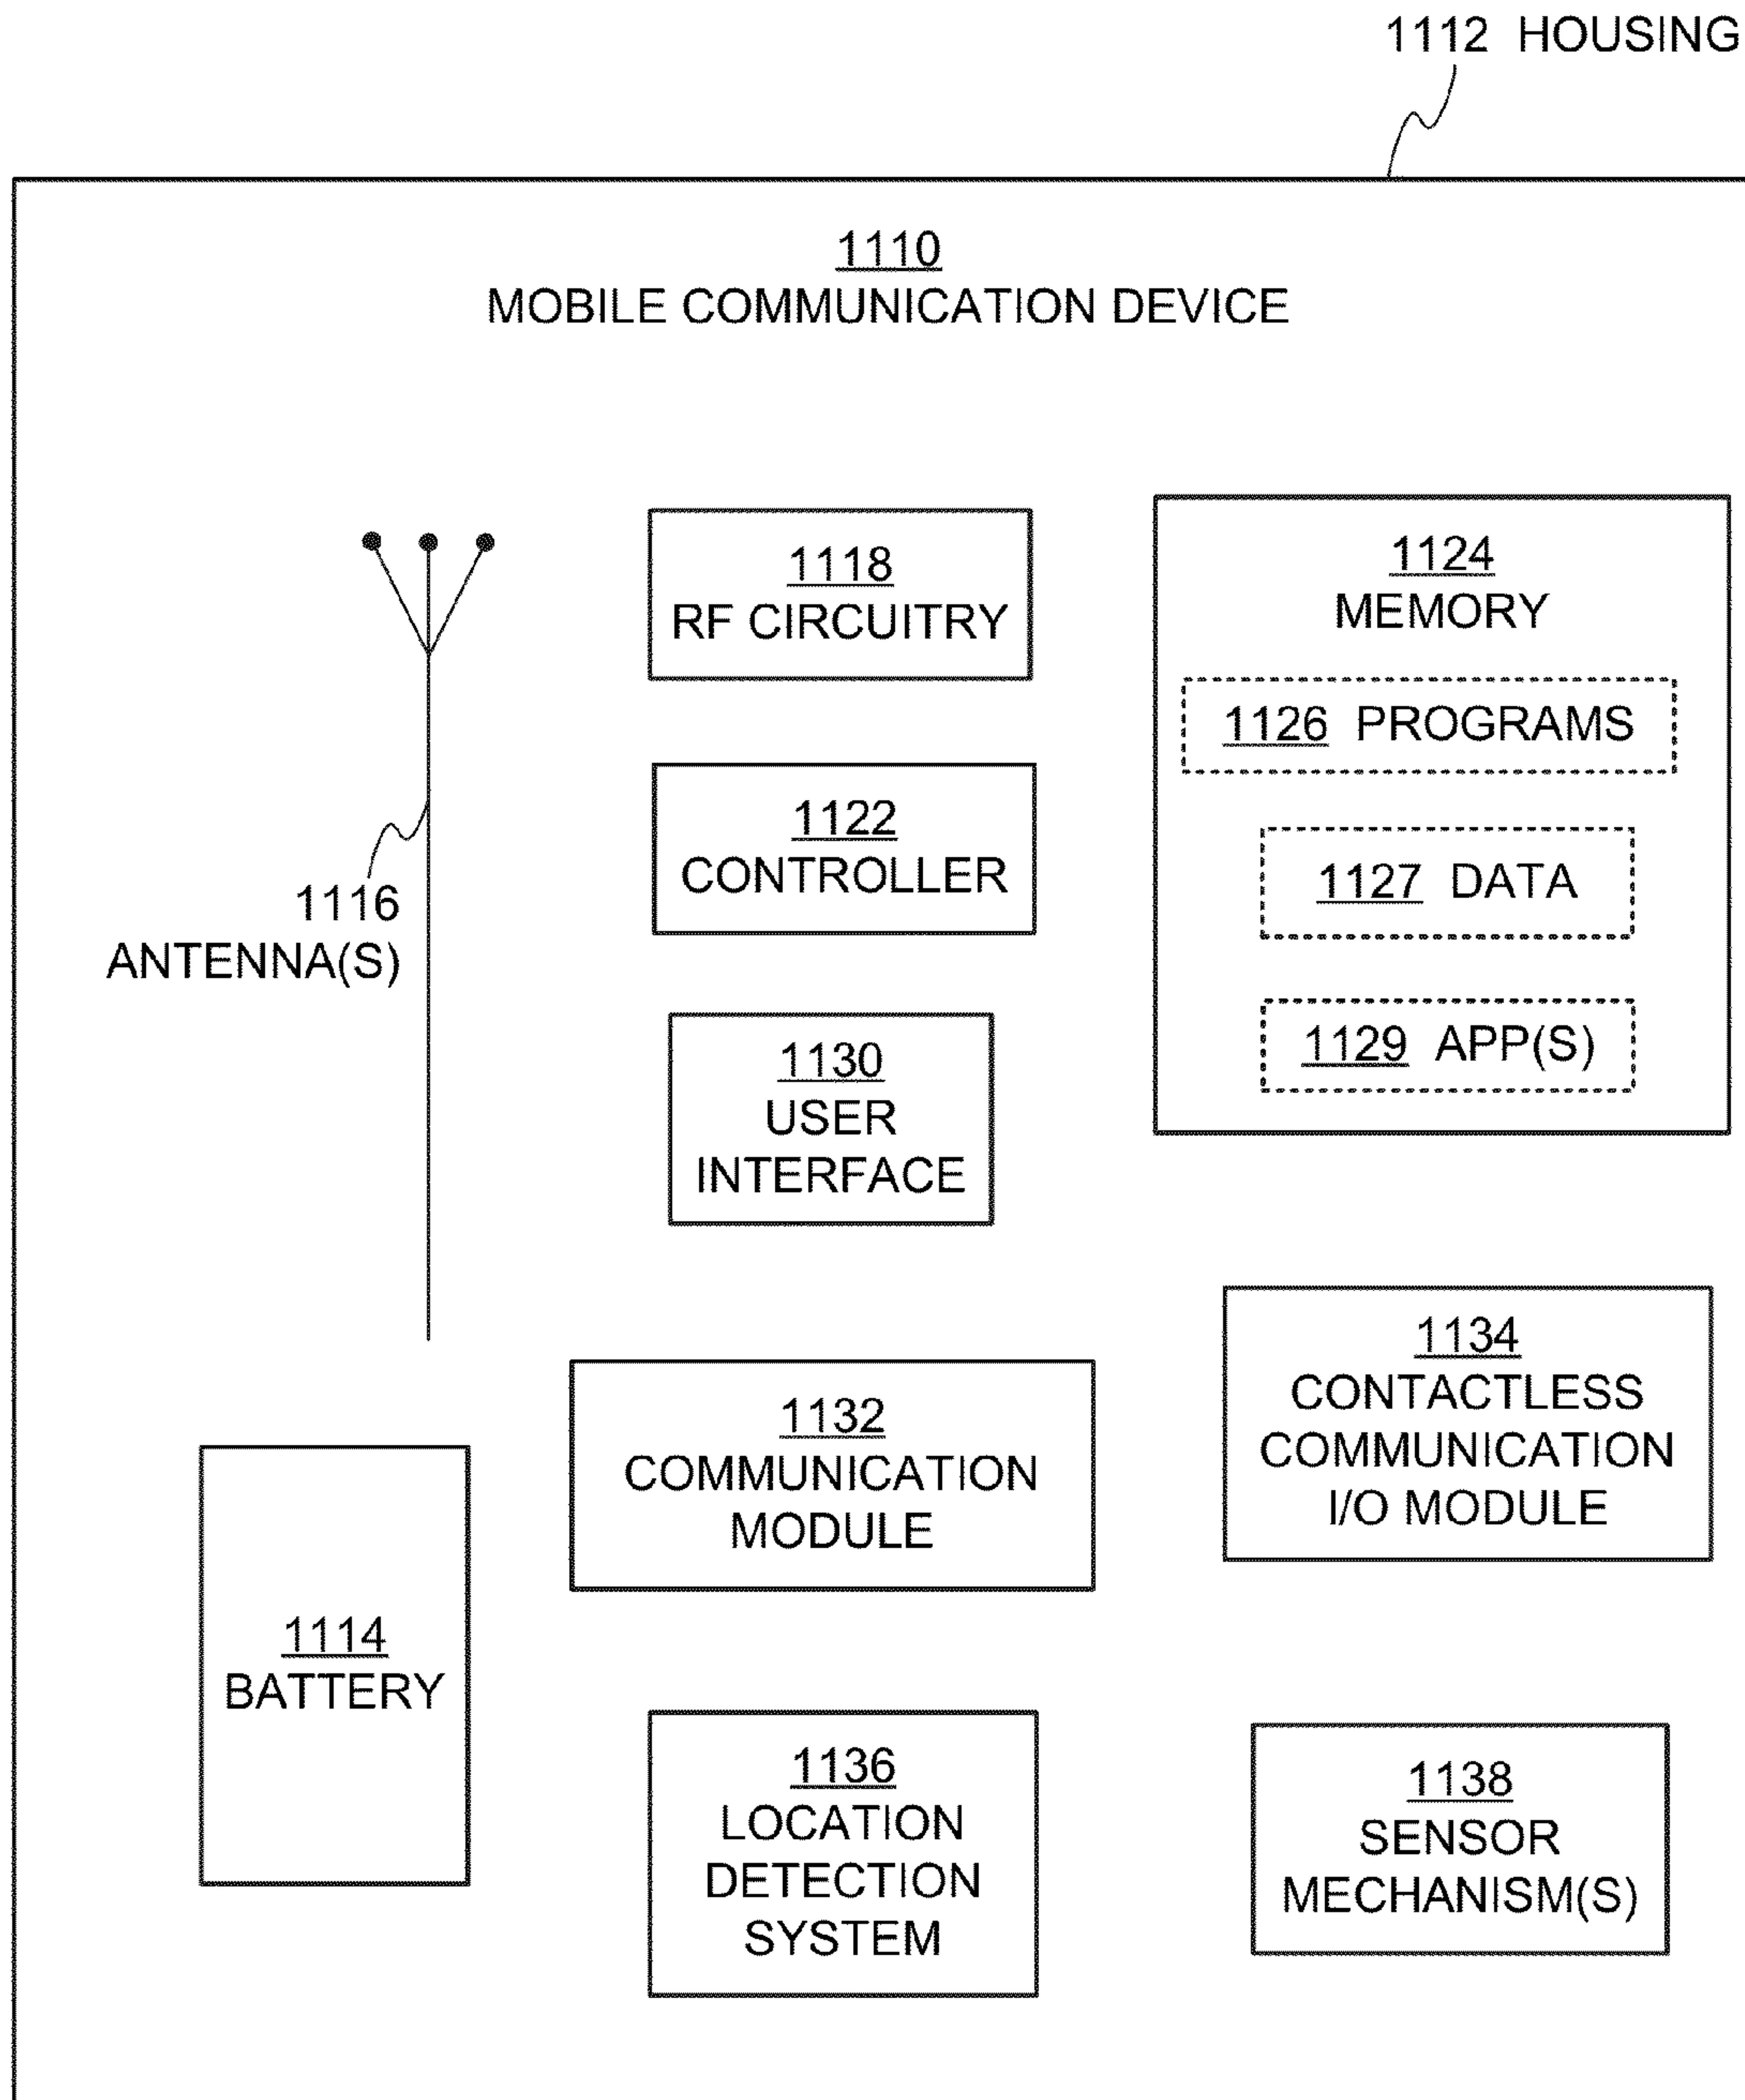 1112 HOUSING
1110
MOBILE COMMUNICATION DEVICE
1118
RF CIRCUITRY
1124
MEMORY
1126 PROGRAMS
1127 DATA
1129 APP(S)
1122
CONTROLLER
1116
ANTENNA(S)
1130
USER
INTERFACE
1132
COMMUNICATION
MODULE
1134
CONTACTLESS
COMMUNICATION
I/O MODULE
1114
BATTERY
1136
LOCATION
DETECTION
SYSTEM
1138
SENSOR
MECHANISM(S)